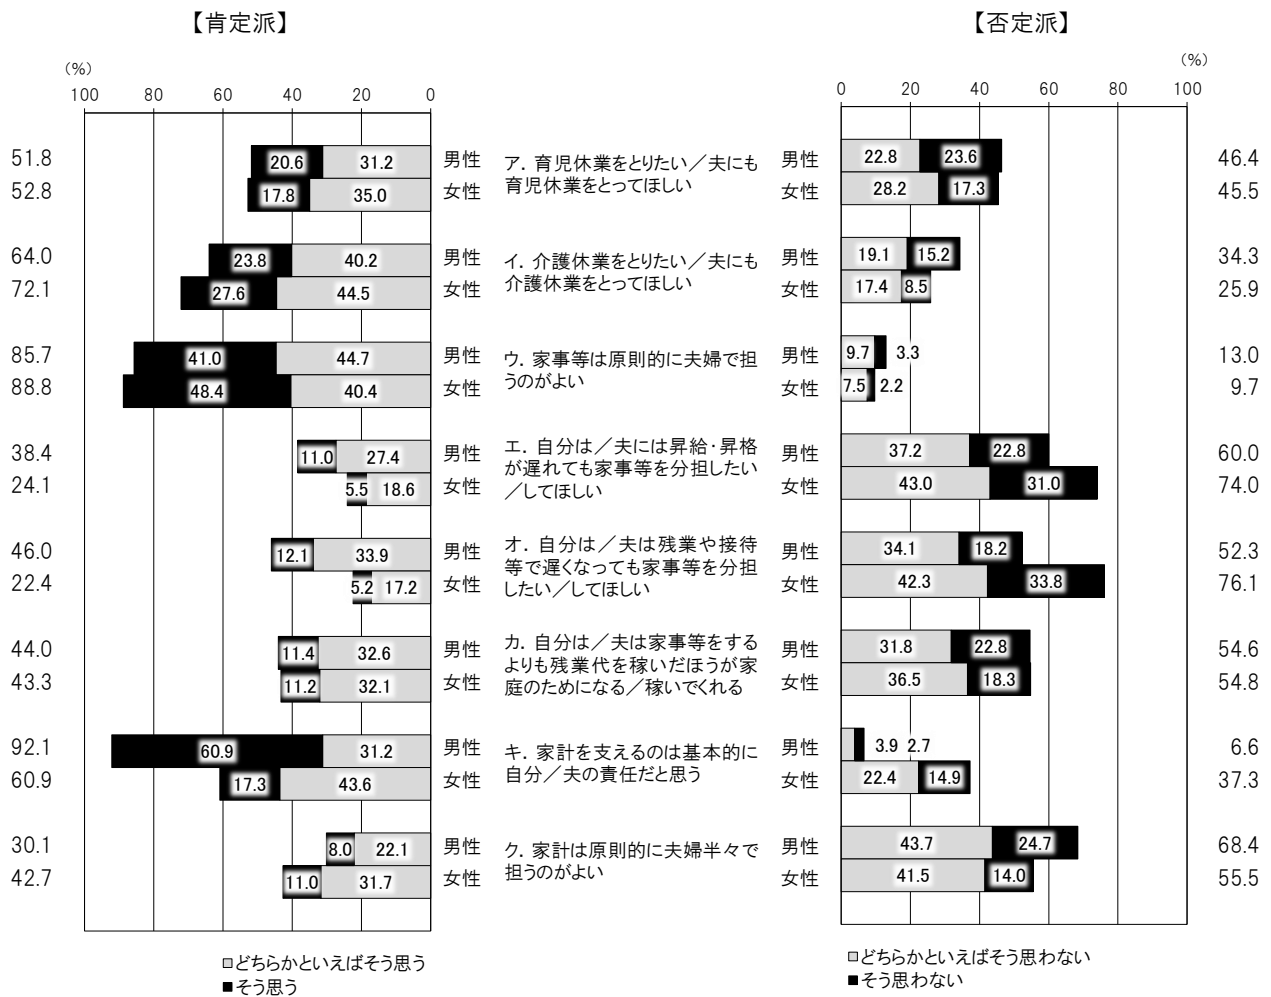 【肯定派】
【否定派】
(%)
100 80 60 40 20 0
(%)
0 20 40 60 80 100
51.8 20.6 31.2 男性
52.8 17.8 35.0 女性
ア. 育児休業をとりたい／夫にも
育児休業をとってほしい
男性 22.8 23.6 46.4
女性 28.2 17.3 45.5
64.0 23.8 40.2 男性
72.1 27.6 44.5 女性
イ. 介護休業をとりたい／夫にも
介護休業をとってほしい
男性 19.1 15.2 34.3
女性 17.4 8.5 25.9
85.7 41.0 44.7 男性
88.8 48.4 40.4 女性
ウ. 家事等は原則的に夫婦で担
うのがよい
男性 9.7 3.3 13.0
女性 7.5 2.2 9.7
38.4 11.0 27.4 男性
24.1 5.5 18.6 女性
エ. 自分は／夫には昇給・昇格
が遅れても家事等を分担したい
／してほしい
男性 37.2 22.8 60.0
女性 43.0 31.0 74.0
46.0 12.1 33.9 男性
22.4 5.2 17.2 女性
オ. 自分は／夫は残業や接待
等で遅くなっても家事等を分担
したい／してほしい
男性 34.1 18.2 52.3
女性 42.3 33.8 76.1
44.0 11.4 32.6 男性
43.3 11.2 32.1 女性
カ. 自分は／夫は家事等をする
よりも残業代を稼いだほうが家
庭のためになる／稼いでくれる
男性 31.8 22.8 54.6
女性 36.5 18.3 54.8
92.1 60.9 31.2 男性
60.9 17.3 43.6 女性
キ. 家計を支えるのは基本的に
自分／夫の責任だと思う
男性 3.9 2.7 6.6
女性 22.4 14.9 37.3
30.1 8.0 22.1 男性
42.7 11.0 31.7 女性
ク. 家計は原則的に夫婦半々で
担うのがよい
男性 43.7 24.7 68.4
女性 41.5 14.0 55.5
どちらかといえばそう思う
そう思う
どちらかといえばそう思わない
そう思わない